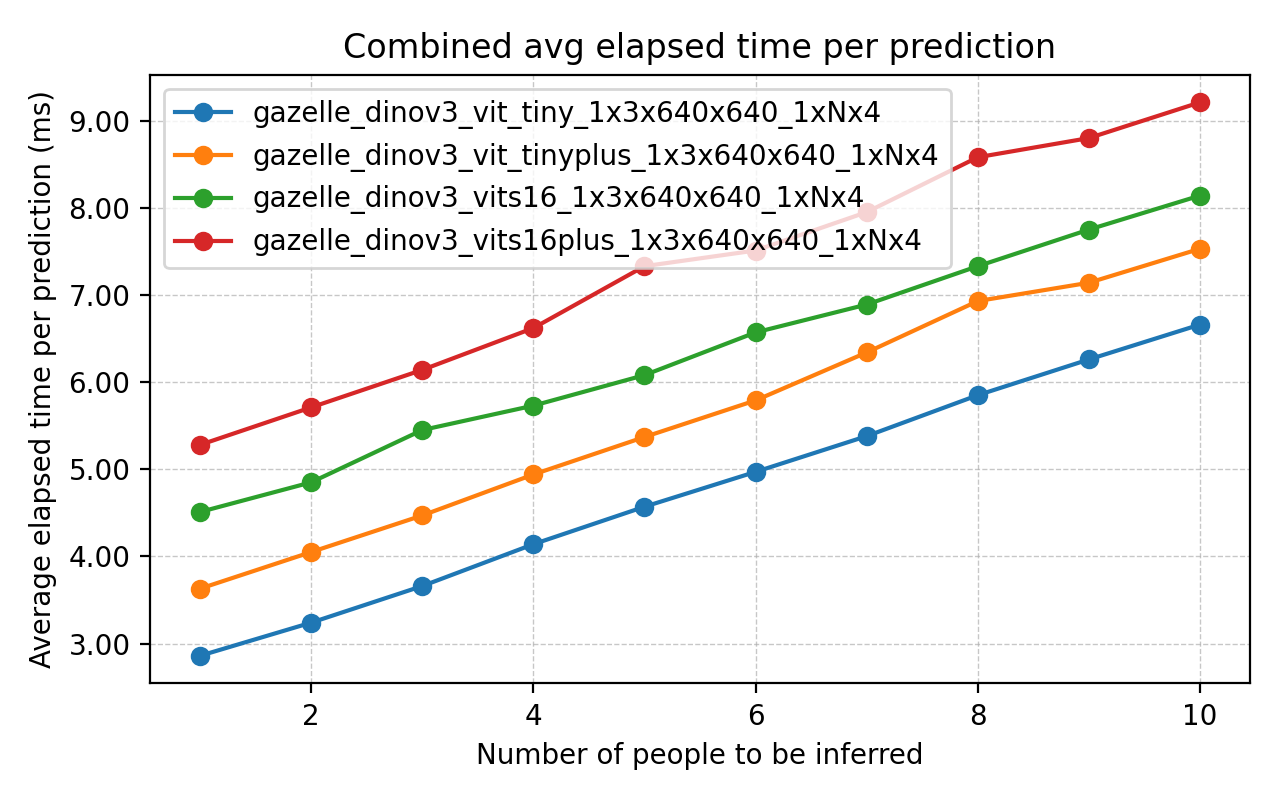 Combined avg elapsed time per prediction
gazelle_dinov3_vit_tiny_1x3x640x640_1xNx4
gazelle_dinov3_vit_tinyplus_1x3x640x640_1xNx4
gazelle_dinov3_vits16_1x3x640x640_1xNx4
gazelle_dinov3_vits16plus_1x3x640x640_1xNx4
Average elapsed time per prediction (ms)
9.00
8.00
7.00
6.00
5.00
4.00
3.00
2 4 6 8 10
Number of people to be inferred